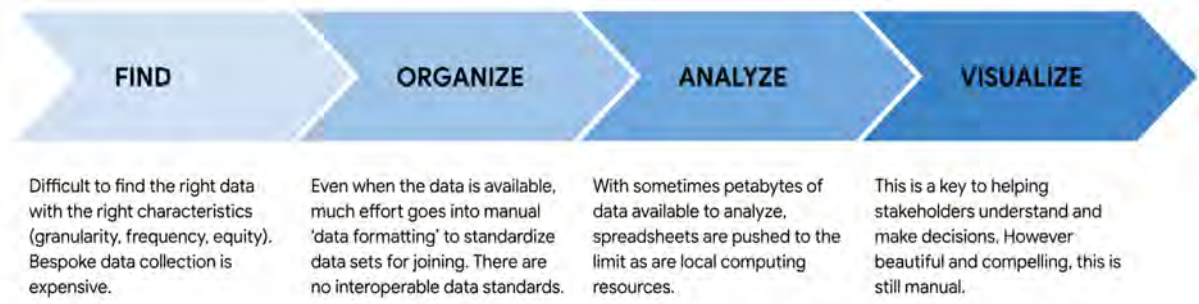 FIND
ORGANIZE
ANALYZE
VISUALIZE
Difficult to find the right data
with the right characteristics
(granularity, frequency, equity).
Bespoke data collection is
expensive.
Even when the data is available,
much effort goes into manual
‘data formatting’ to standardize
data sets for joining. There are
no interoperable data standards.
With sometimes petabytes of
data available to analyze,
spreadsheets are pushed to the
limit as are local computing
resources.
This is a key to helping
stakeholders understand and
make decisions. However
beautiful and compelling, this is
still manual.